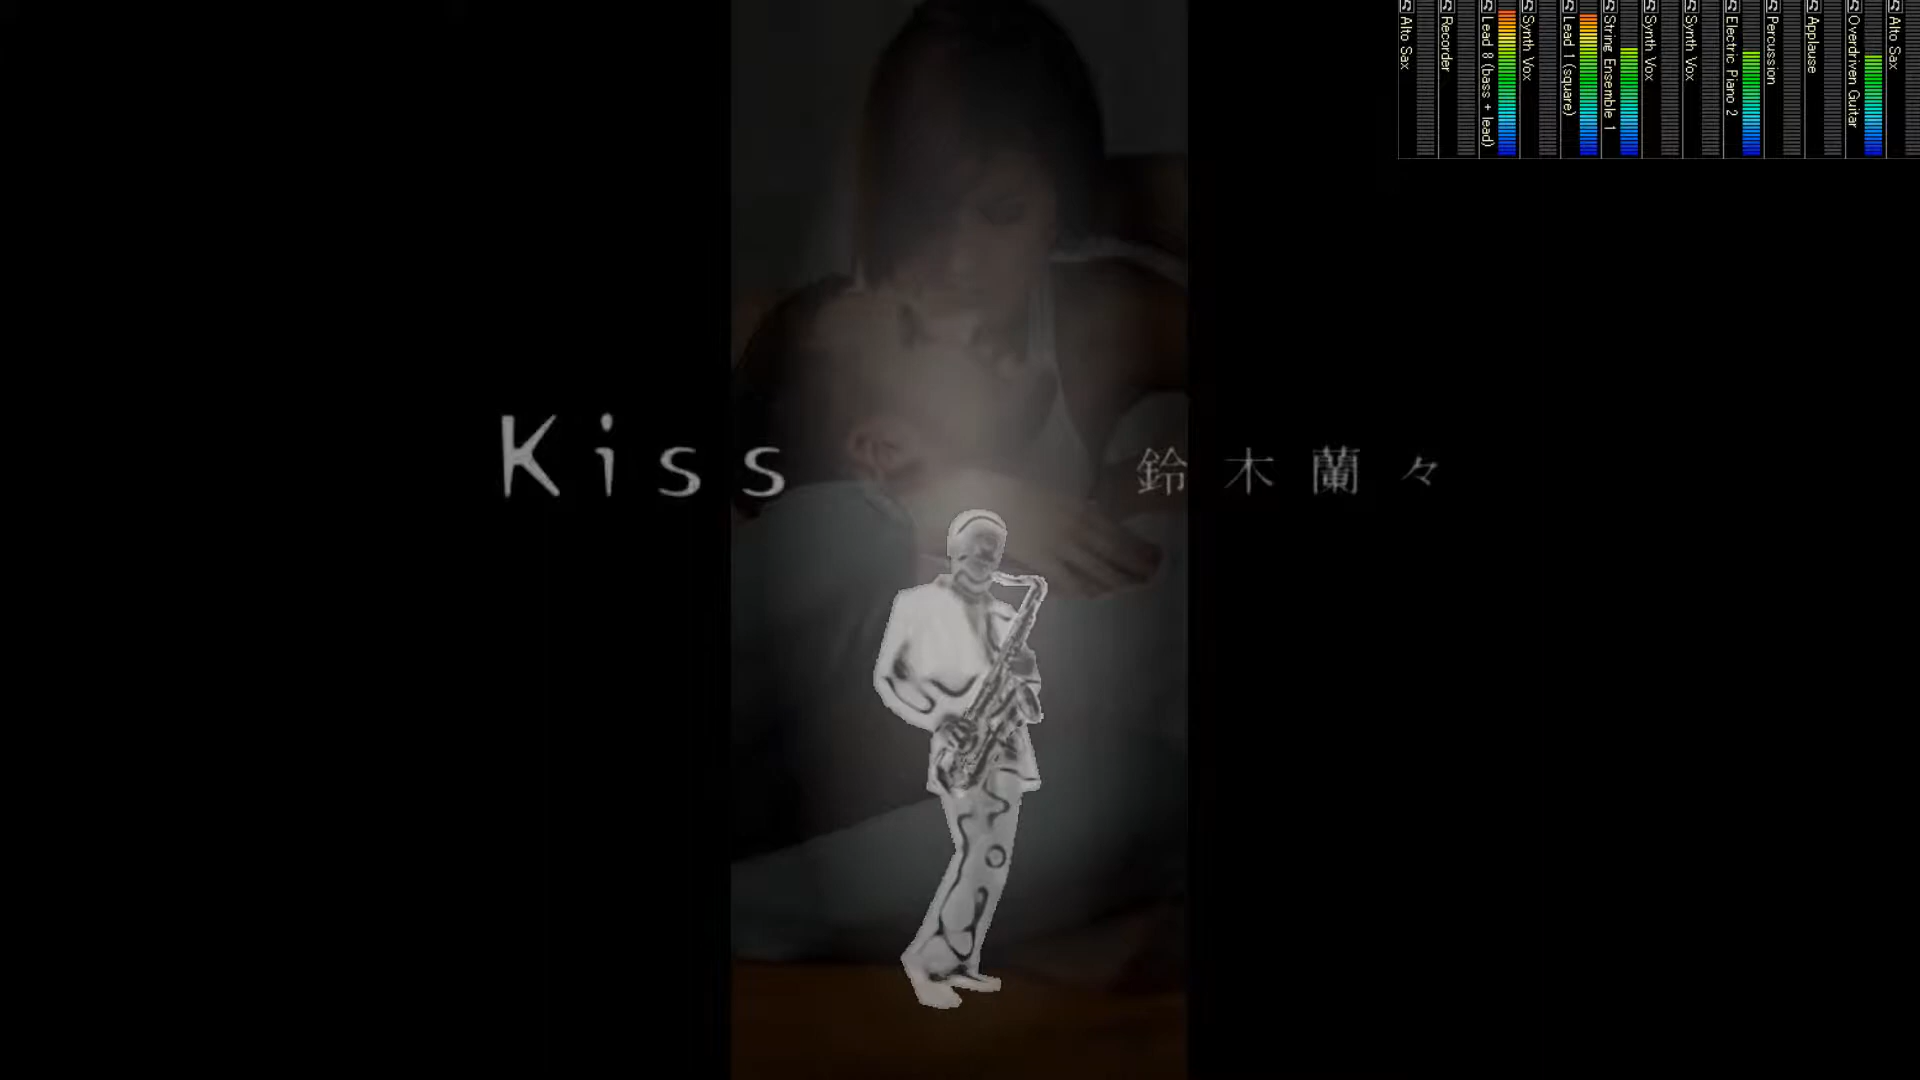 Kiss 鈴木蘭々
S Alto Sax
S Recorder
S Lead 8 (bass + lead)
S Synth Vox
S Lead 1 (square)
S String Ensemble 1
S Synth Vox
S Synth Vox
S Electric Piano 2
S Percussion
S Applause
S Overdriven Guitar
S Alto Sax